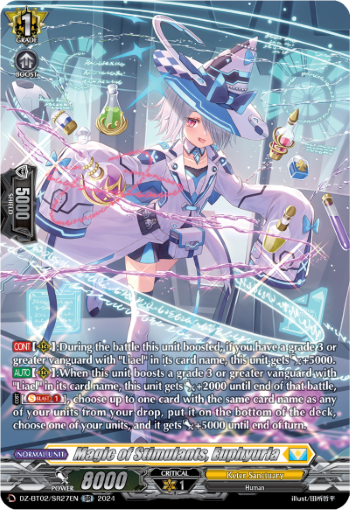 1
GRADE
BOOST
5000
SHIELD
CONT [ ]:During the battle this unit boosted, if you have a grade 3 or
greater vanguard with "Liael" in its card name, this unit gets +5000.
AUTO [ ]:When this unit boosts a grade 3 or greater vanguard with
"Liael" in its card name, this unit gets +2000 until end of that battle,
BLAST 1, choose up to one card with the same card name as any
of your units from your drop, put it on the bottom of the deck,
choose one of your units, and it gets +5000 until end of turn.
NORMAL UNIT
Magic of Stimulants, Euphyuria
POWER
8000
CRITICAL
1
Keter Sanctuary
Human
DZ-BT02/SR27EN SR 2024